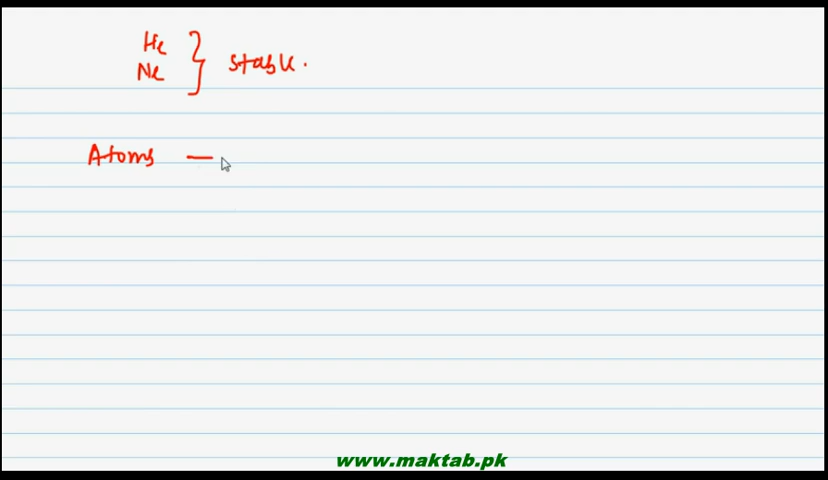 He
Ne } stable.
Atoms —
www.maktab.pk